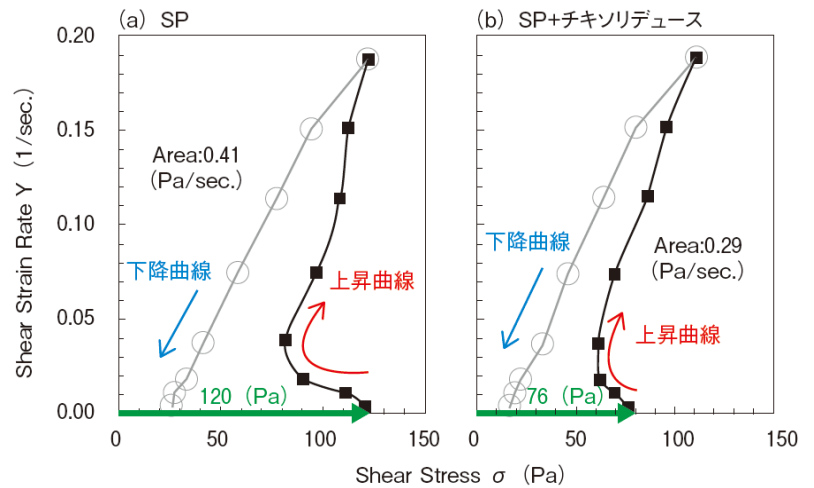 (a) SP
(b) SP+チキソリデュース
Shear Strain Rate Υ (1/sec.)
0.20
0.15
0.10
0.05
0.00
Area:0.41
(Pa/sec.)
下降曲線
上昇曲線
120 (Pa)
0
50
100
150
下降曲線
Area:0.29
(Pa/sec.)
上昇曲線
76 (Pa)
0
50
100
150
Shear Stress σ (Pa)